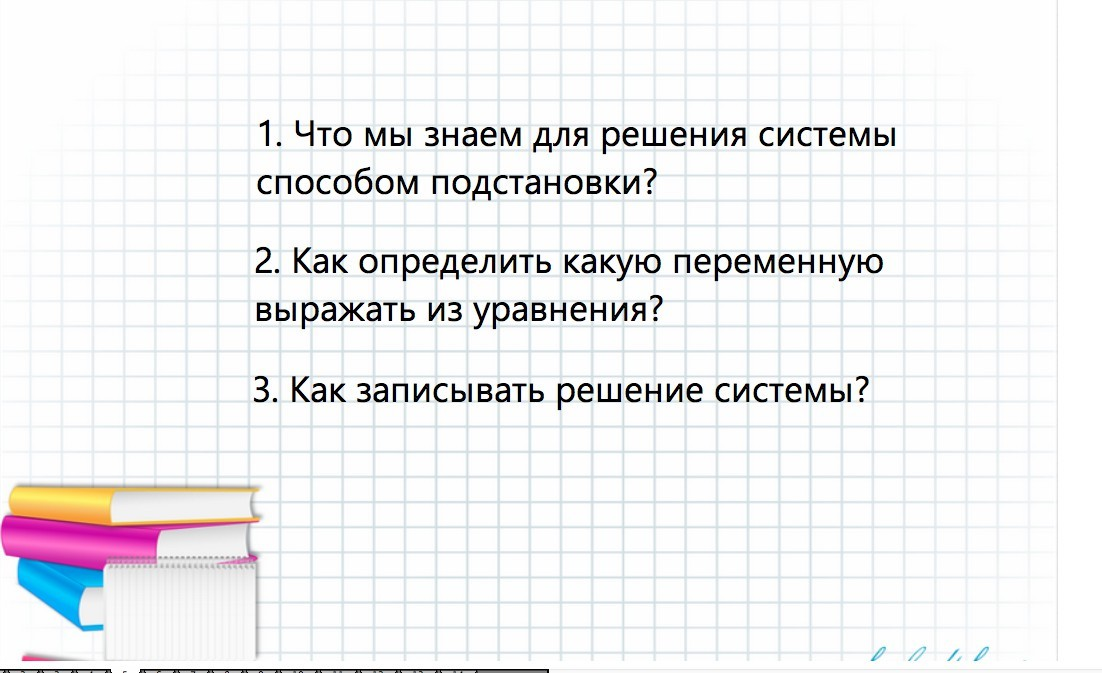 1. Что мы знаем для решения системы
способом подстановки?
2. Как определить какую переменную
выражать из уравнения?
3. Как записывать решение системы?